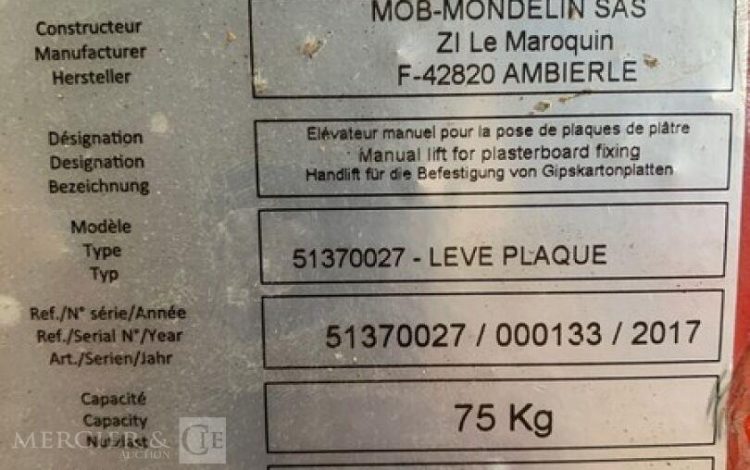 Constructeur
Manufacturer
Hersteller
MOB-MONDELIN SAS
ZI Le Maroquin
F-42820 AMBIERLE
Désignation
Designation
Bezeichnung
Elévateur manuel pour la pose de plaques de plâtre
Manual lift for plasterboard fixing
Handlift für die Befestigung von Gipskartonplatten
Modèle
Type
Typ
51370027 - LEVE PLAQUE
Ref./N° série/Année
Ref./Serial N°/Year
Art./Serien/Jahr
51370027 / 000133 / 2017
Capacité
Capacity
Nutzlast
75 Kg
MERCIER & CIE
AUCTION